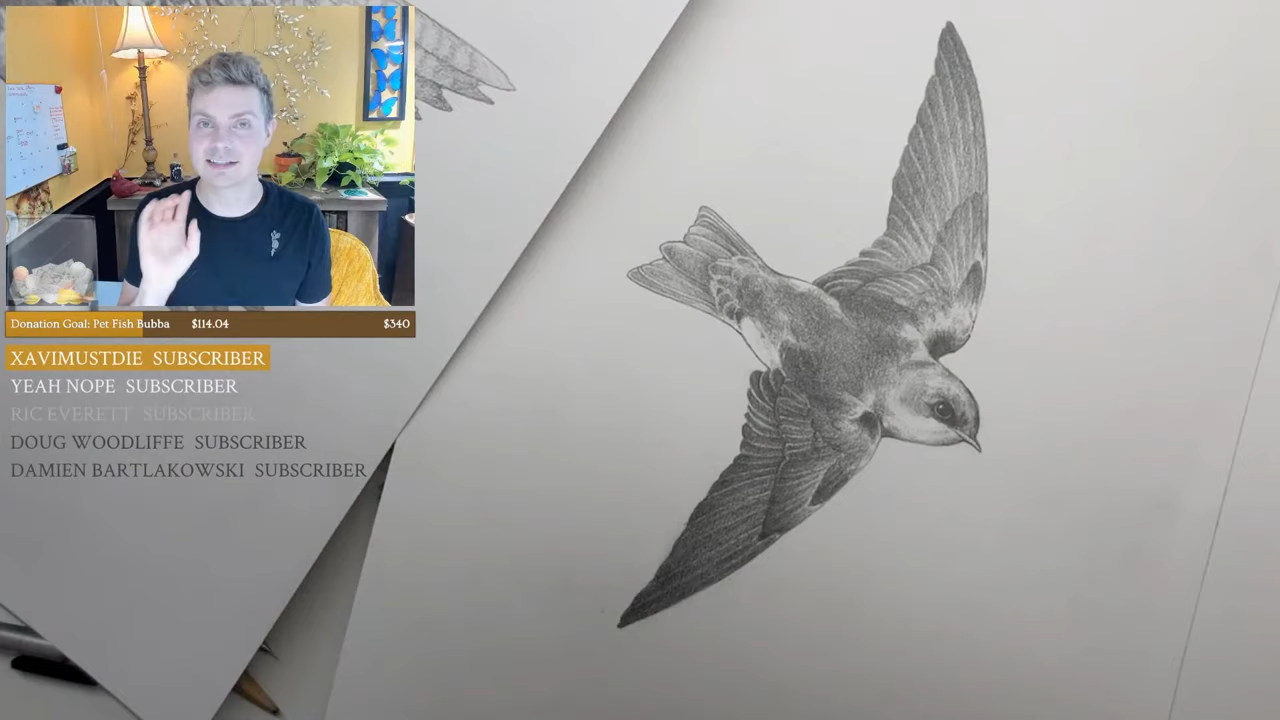 Donation Goal: Pet Fish Bubba $114.04 $340
XAVIMUSTDIE SUBSCRIBER
YEAH NOPE SUBSCRIBER
RIC EVERETT SUBSCRIBER
DOUG WOODLIFFE SUBSCRIBER
DAMIEN BARTLAKOWSKI SUBSCRIBER